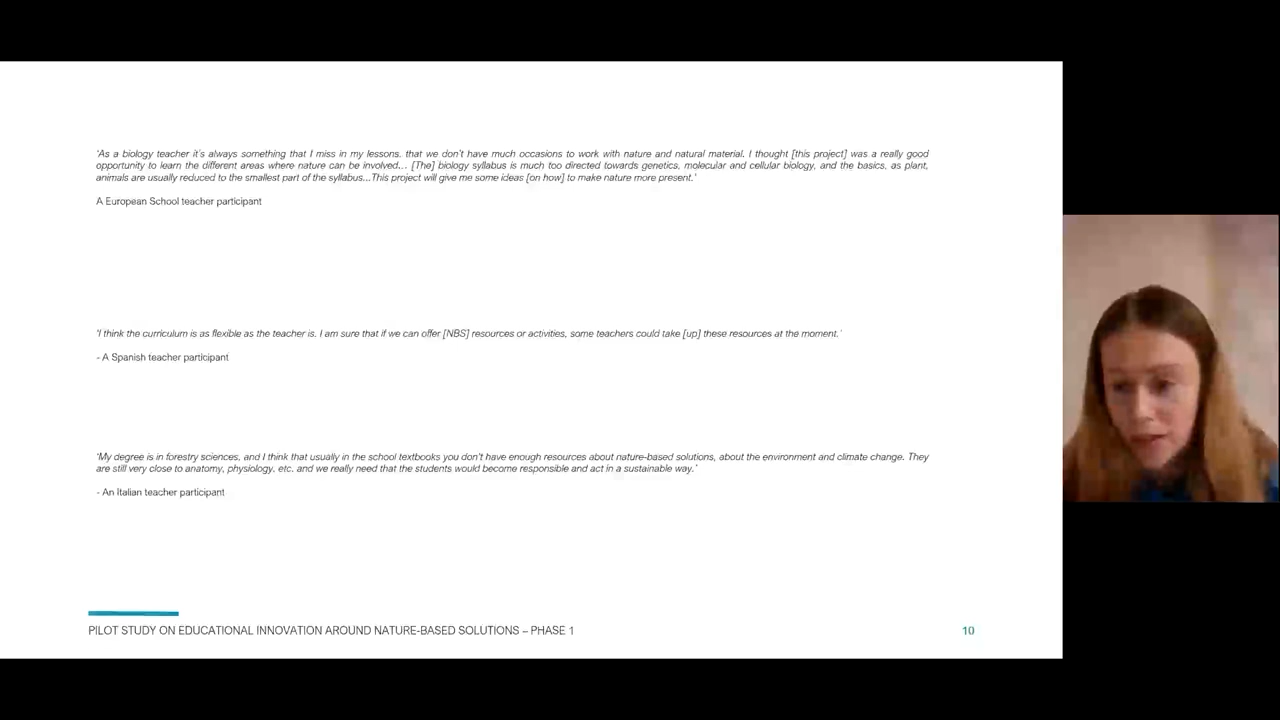 'As a biology teacher it's always something that I miss in my lessons. that we don't have much occasions to work with nature and natural material. I thought [this project] was a really good
opportunity to learn the different areas where nature can be involved... [The] biology syllabus is much too directed towards genetics, molecular and cellular biology, and the basics, as plant,
animals are usually reduced to the smallest part of the syllabus...This project will give me some ideas [on how] to make nature more present.'
A European School teacher participant
'I think the curriculum is as flexible as the teacher is. I am sure that if we can offer [NBS] resources or activities, some teachers could take [up] these resources at the moment.'
- A Spanish teacher participant
'My degree is in forestry sciences, and I think that usually in the school textbooks you don't have enough resources about nature-based solutions, about the environment and climate change. They
are still very close to anatomy, physiology, etc. and we really need that the students would become responsible and act in a sustainable way.'
- An Italian teacher participant
PILOT STUDY ON EDUCATIONAL INNOVATION AROUND NATURE-BASED SOLUTIONS – PHASE 1
10